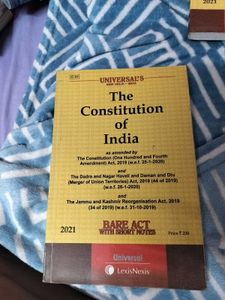 2021
UNIVERSAL'S
The
Constitution
of
India
as amended by
The Constitution (One Hundred and Fourth
Amendment) Act, 2019 (w.e.f. 25-1-2020)
and
The Dadra and Nagar Haveli and Daman and Diu
(Merger of Union Territories) Act, 2019 (44 of 2019)
(w.e.f. 26-1-2020)
and
The Jammu and Kashmir Reorganisation Act, 2019
(34 of 2019) (w.e.f. 31-10-2019)
2021
BARE ACT
WITH SHORT NOTES
Price ₹
Universal
LexisNexis